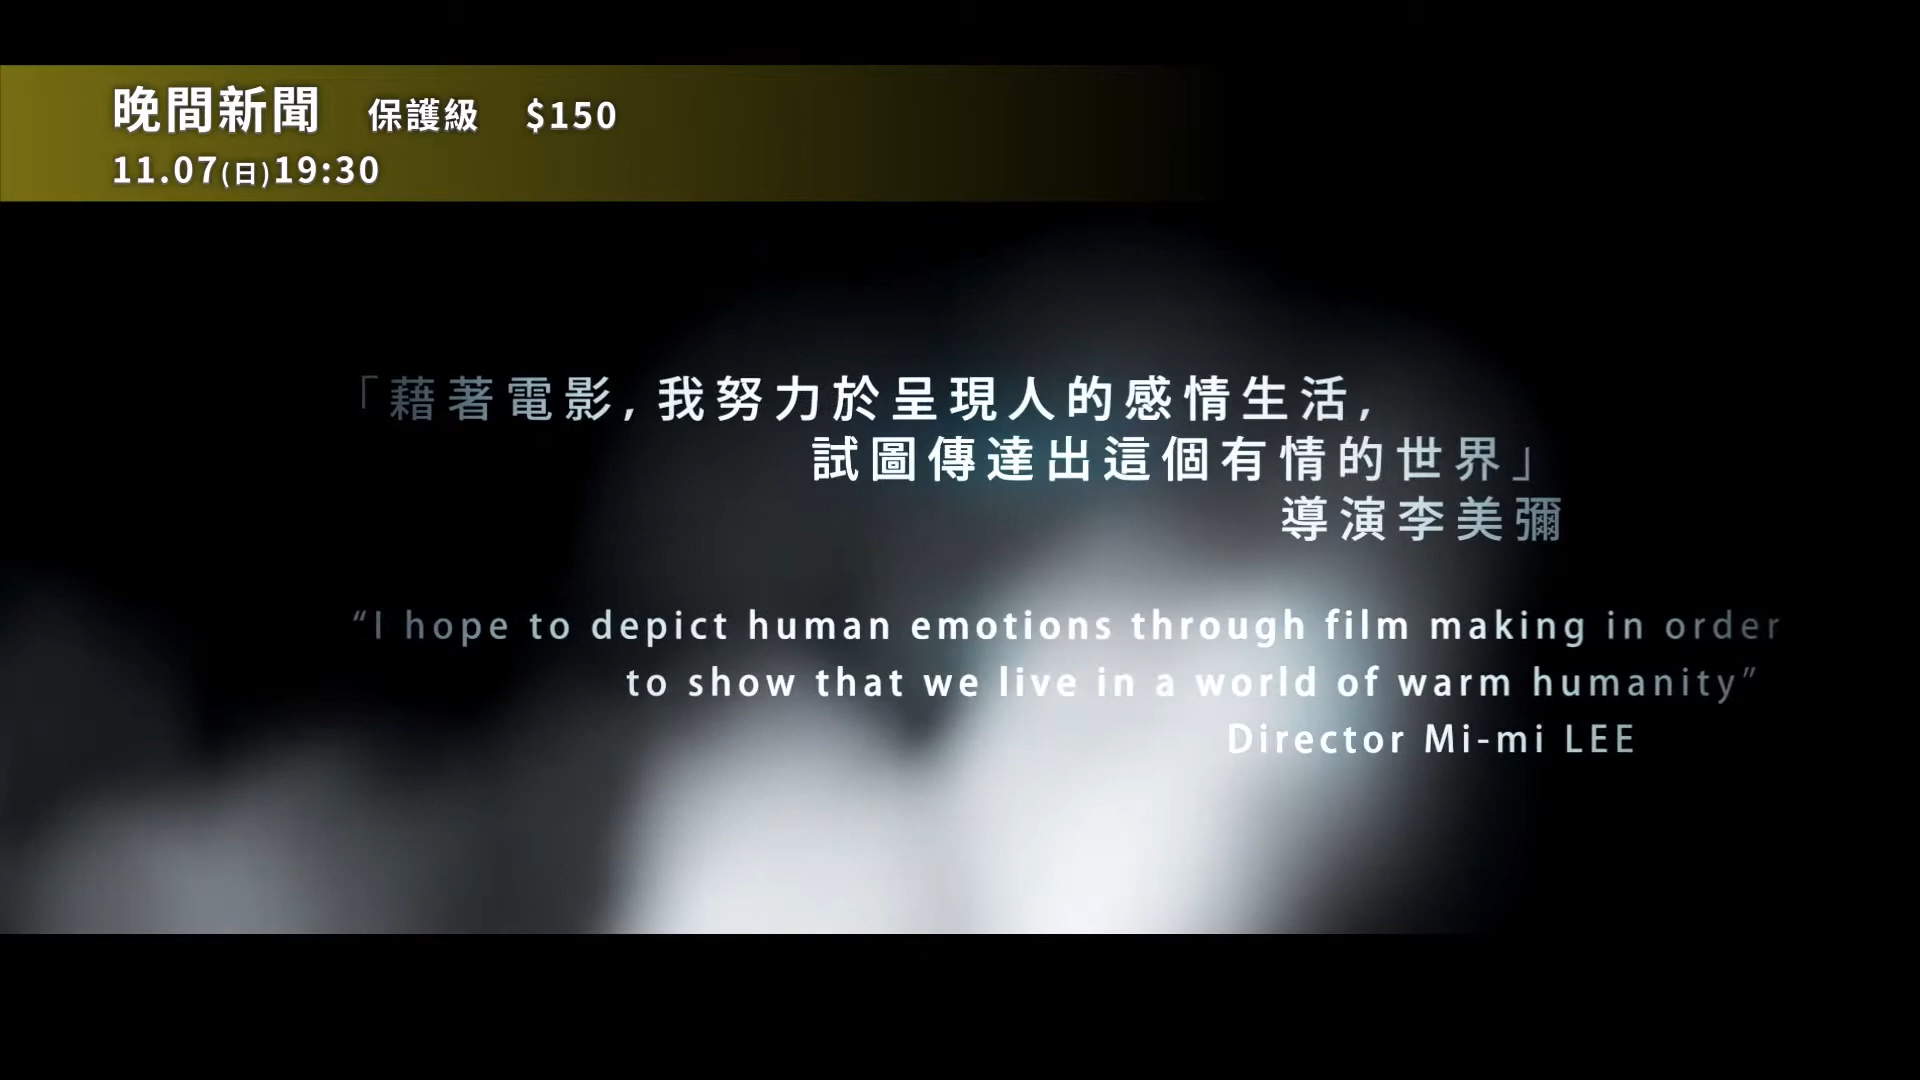 晚間新聞 保護級 $150
11.07(日)19:30
「藉著電影,我努力於呈現人的感情生活,
試圖傳達出這個有情的世界」
導演李美彌
“I hope to depict human emotions through film making in order
to show that we live in a world of warm humanity”
Director Mi-mi LEE